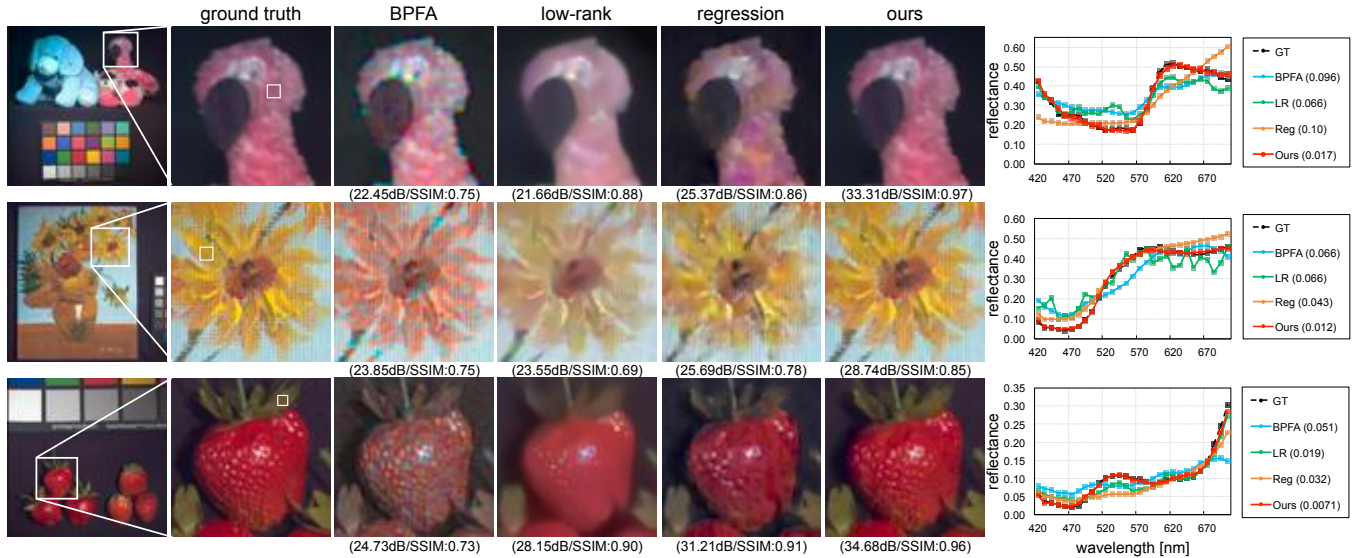 ground truth BPFA low-rank regression ours
(22.45dB/SSIM:0.75) (21.66dB/SSIM:0.88) (25.37dB/SSIM:0.86) (33.31dB/SSIM:0.97)
reflectance
0.60
0.50
0.40
0.30
0.20
0.10
0.00
420 470 520 570 620 670
GT
BPFA (0.096)
LR (0.066)
Reg (0.10)
Ours (0.017)
(23.85dB/SSIM:0.75) (23.55dB/SSIM:0.69) (25.69dB/SSIM:0.78) (28.74dB/SSIM:0.85)
reflectance
0.60
0.50
0.40
0.30
0.20
0.10
0.00
420 470 520 570 620 670
GT
BPFA (0.066)
LR (0.066)
Reg (0.043)
Ours (0.012)
(24.73dB/SSIM:0.73) (28.15dB/SSIM:0.90) (31.21dB/SSIM:0.91) (34.68dB/SSIM:0.96)
reflectance
0.35
0.30
0.25
0.20
0.15
0.10
0.05
0.00
420 470 520 570 620 670
wavelength [nm]
GT
BPFA (0.051)
LR (0.019)
Reg (0.032)
Ours (0.0071)